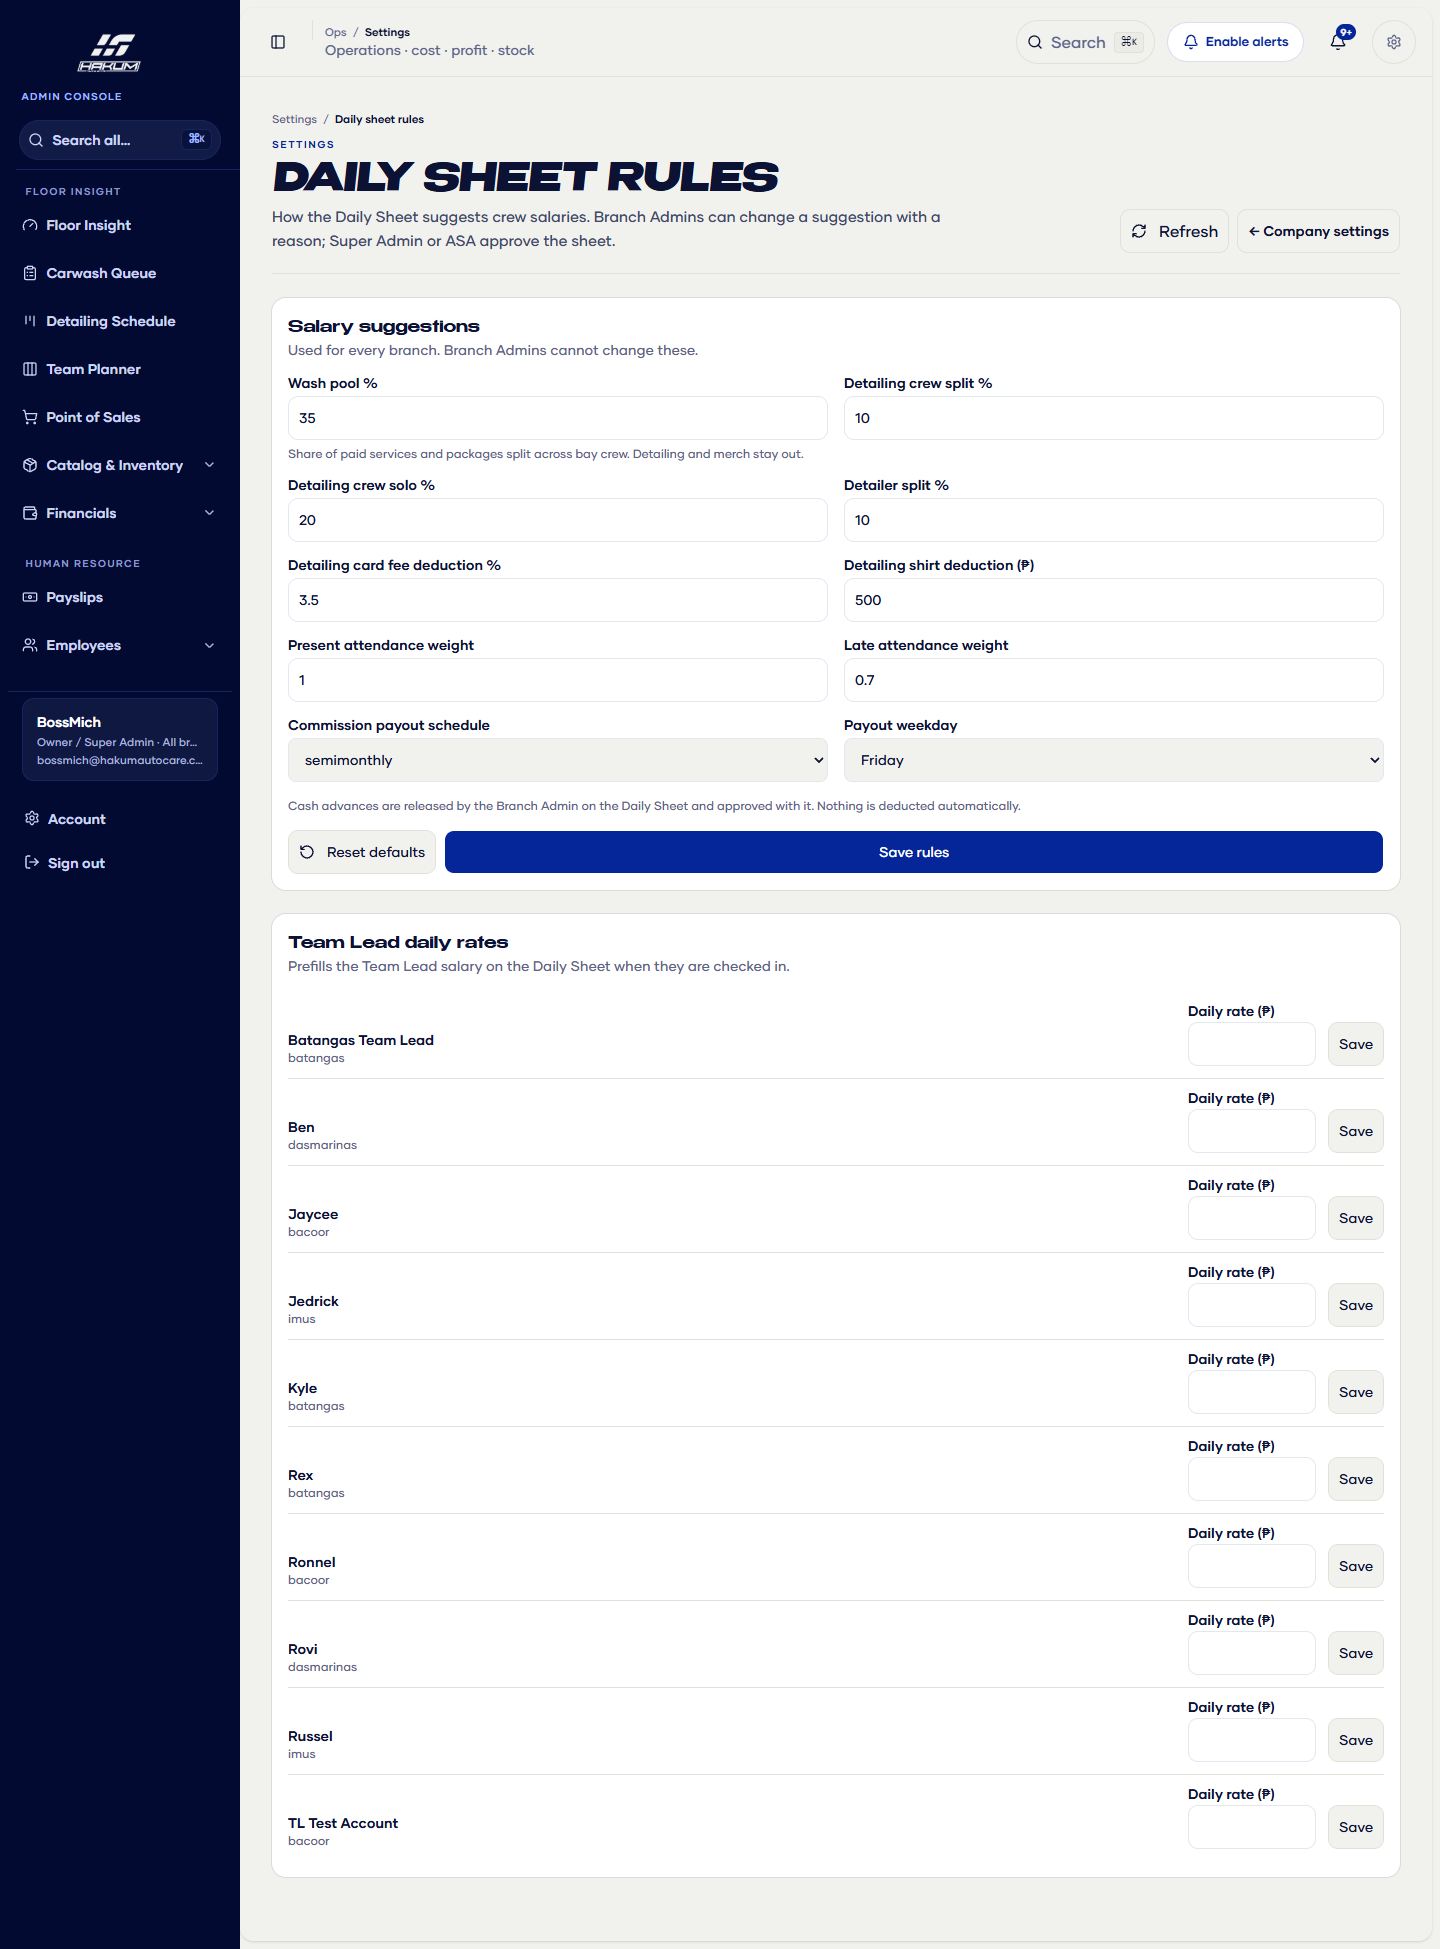 HAKUM
ADMIN CONSOLE
Search all... ⌘K
FLOOR INSIGHT
Floor Insight
Carwash Queue
Detailing Schedule
Team Planner
Point of Sales
Catalog & Inventory
Financials
HUMAN RESOURCE
Payslips
Employees
BossMich
Owner / Super Admin · All br...
bossmich@hakumautocare.c...
Account
Sign out
Ops / Settings
Operations · cost · profit · stock
Search ⌘K
Enable alerts
9+
Settings / Daily sheet rules
SETTINGS
DAILY SHEET RULES
How the Daily Sheet suggests crew salaries. Branch Admins can change a suggestion with a
reason; Super Admin or ASA approve the sheet.
Refresh
← Company settings
Salary suggestions
Used for every branch. Branch Admins cannot change these.
Wash pool %
35
Share of paid services and packages split across bay crew. Detailing and merch stay out.
Detailing crew split %
10
Detailing crew solo %
20
Detailer split %
10
Detailing card fee deduction %
3.5
Detailing shirt deduction (₱)
500
Present attendance weight
1
Late attendance weight
0.7
Commission payout schedule
semimonthly
Payout weekday
Friday
Cash advances are released by the Branch Admin on the Daily Sheet and approved with it. Nothing is deducted automatically.
Reset defaults
Save rules
Team Lead daily rates
Prefills the Team Lead salary on the Daily Sheet when they are checked in.
Batangas Team Lead
batangas
Daily rate (₱)
Save
Ben
dasmarinas
Daily rate (₱)
Save
Jaycee
bacoor
Daily rate (₱)
Save
Jedrick
imus
Daily rate (₱)
Save
Kyle
batangas
Daily rate (₱)
Save
Rex
batangas
Daily rate (₱)
Save
Ronnel
bacoor
Daily rate (₱)
Save
Rovi
dasmarinas
Daily rate (₱)
Save
Russel
imus
Daily rate (₱)
Save
TL Test Account
bacoor
Daily rate (₱)
Save